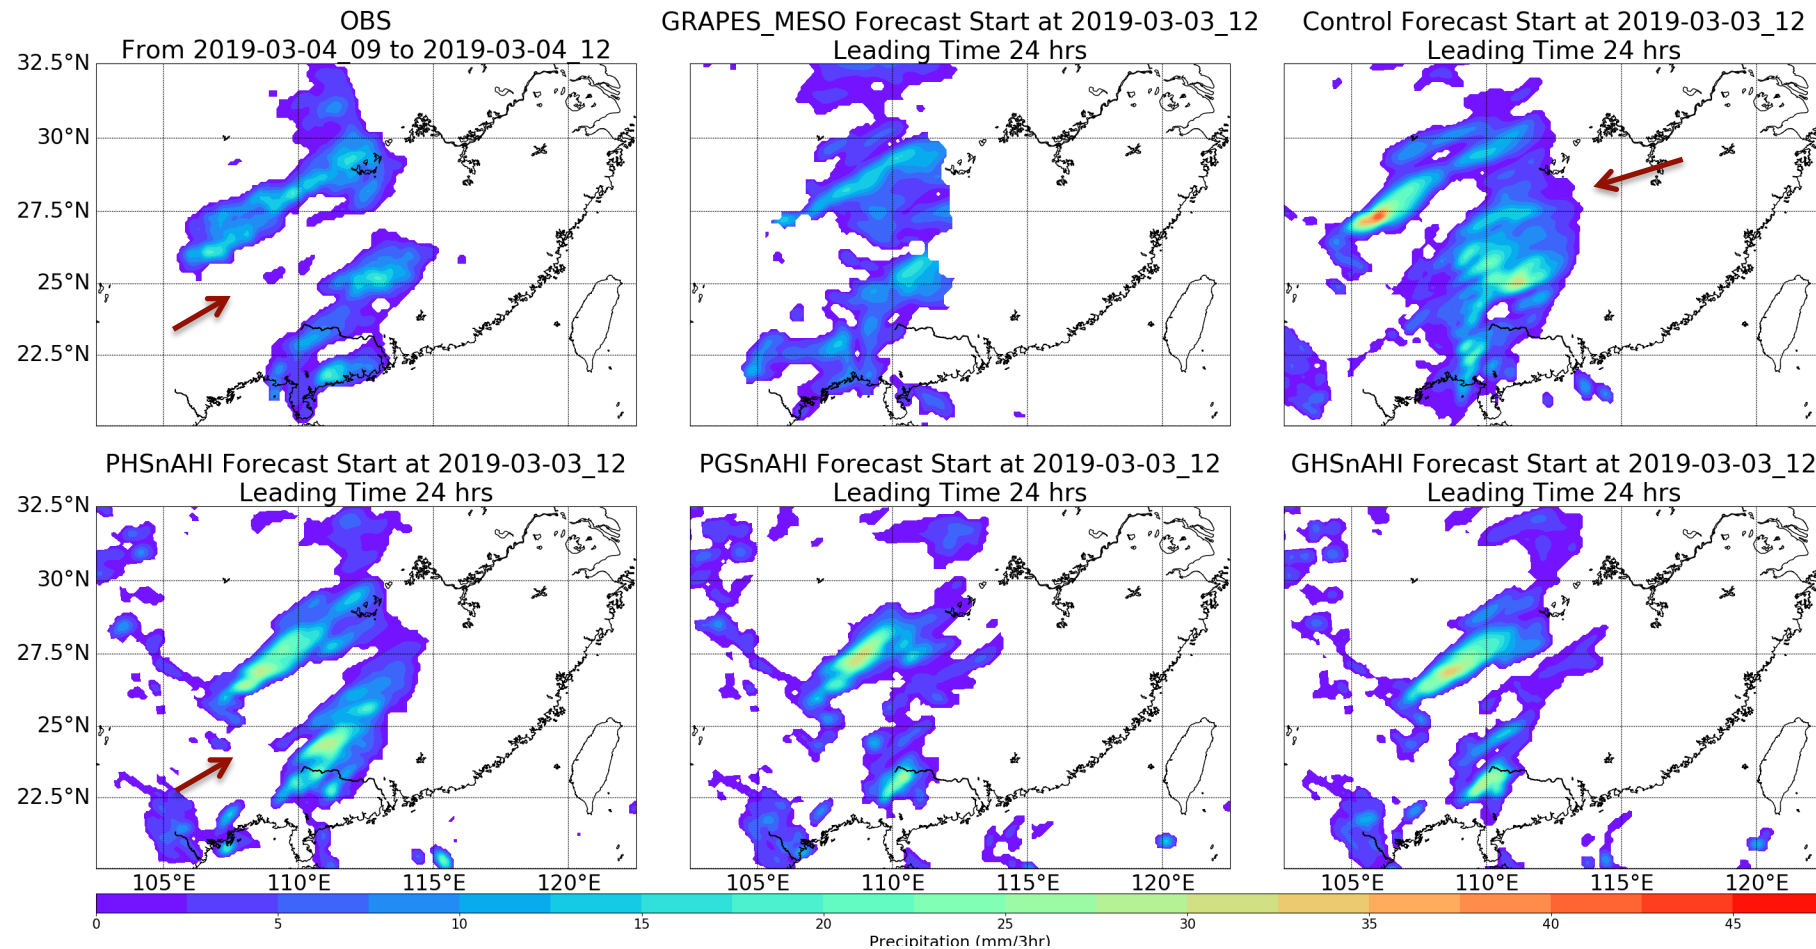 OBS
From 2019-03-04_09 to 2019-03-04_12
GRAPES_MESO Forecast Start at 2019-03-03_12
Leading Time 24 hrs
Control Forecast Start at 2019-03-03_12
Leading Time 24 hrs
32.5°N
30°N
27.5°N
25°N
22.5°N
PHSnAHI Forecast Start at 2019-03-03_12
Leading Time 24 hrs
PGSnAHI Forecast Start at 2019-03-03_12
Leading Time 24 hrs
GHSnAHI Forecast Start at 2019-03-03_12
Leading Time 24 hrs
32.5°N
30°N
27.5°N
25°N
22.5°N
105°E 110°E 115°E 120°E 105°E 110°E 115°E 120°E 105°E 110°E 115°E 120°E
0 5 10 15 20 25 30 35 40 45
Precipitation (mm/3hr)